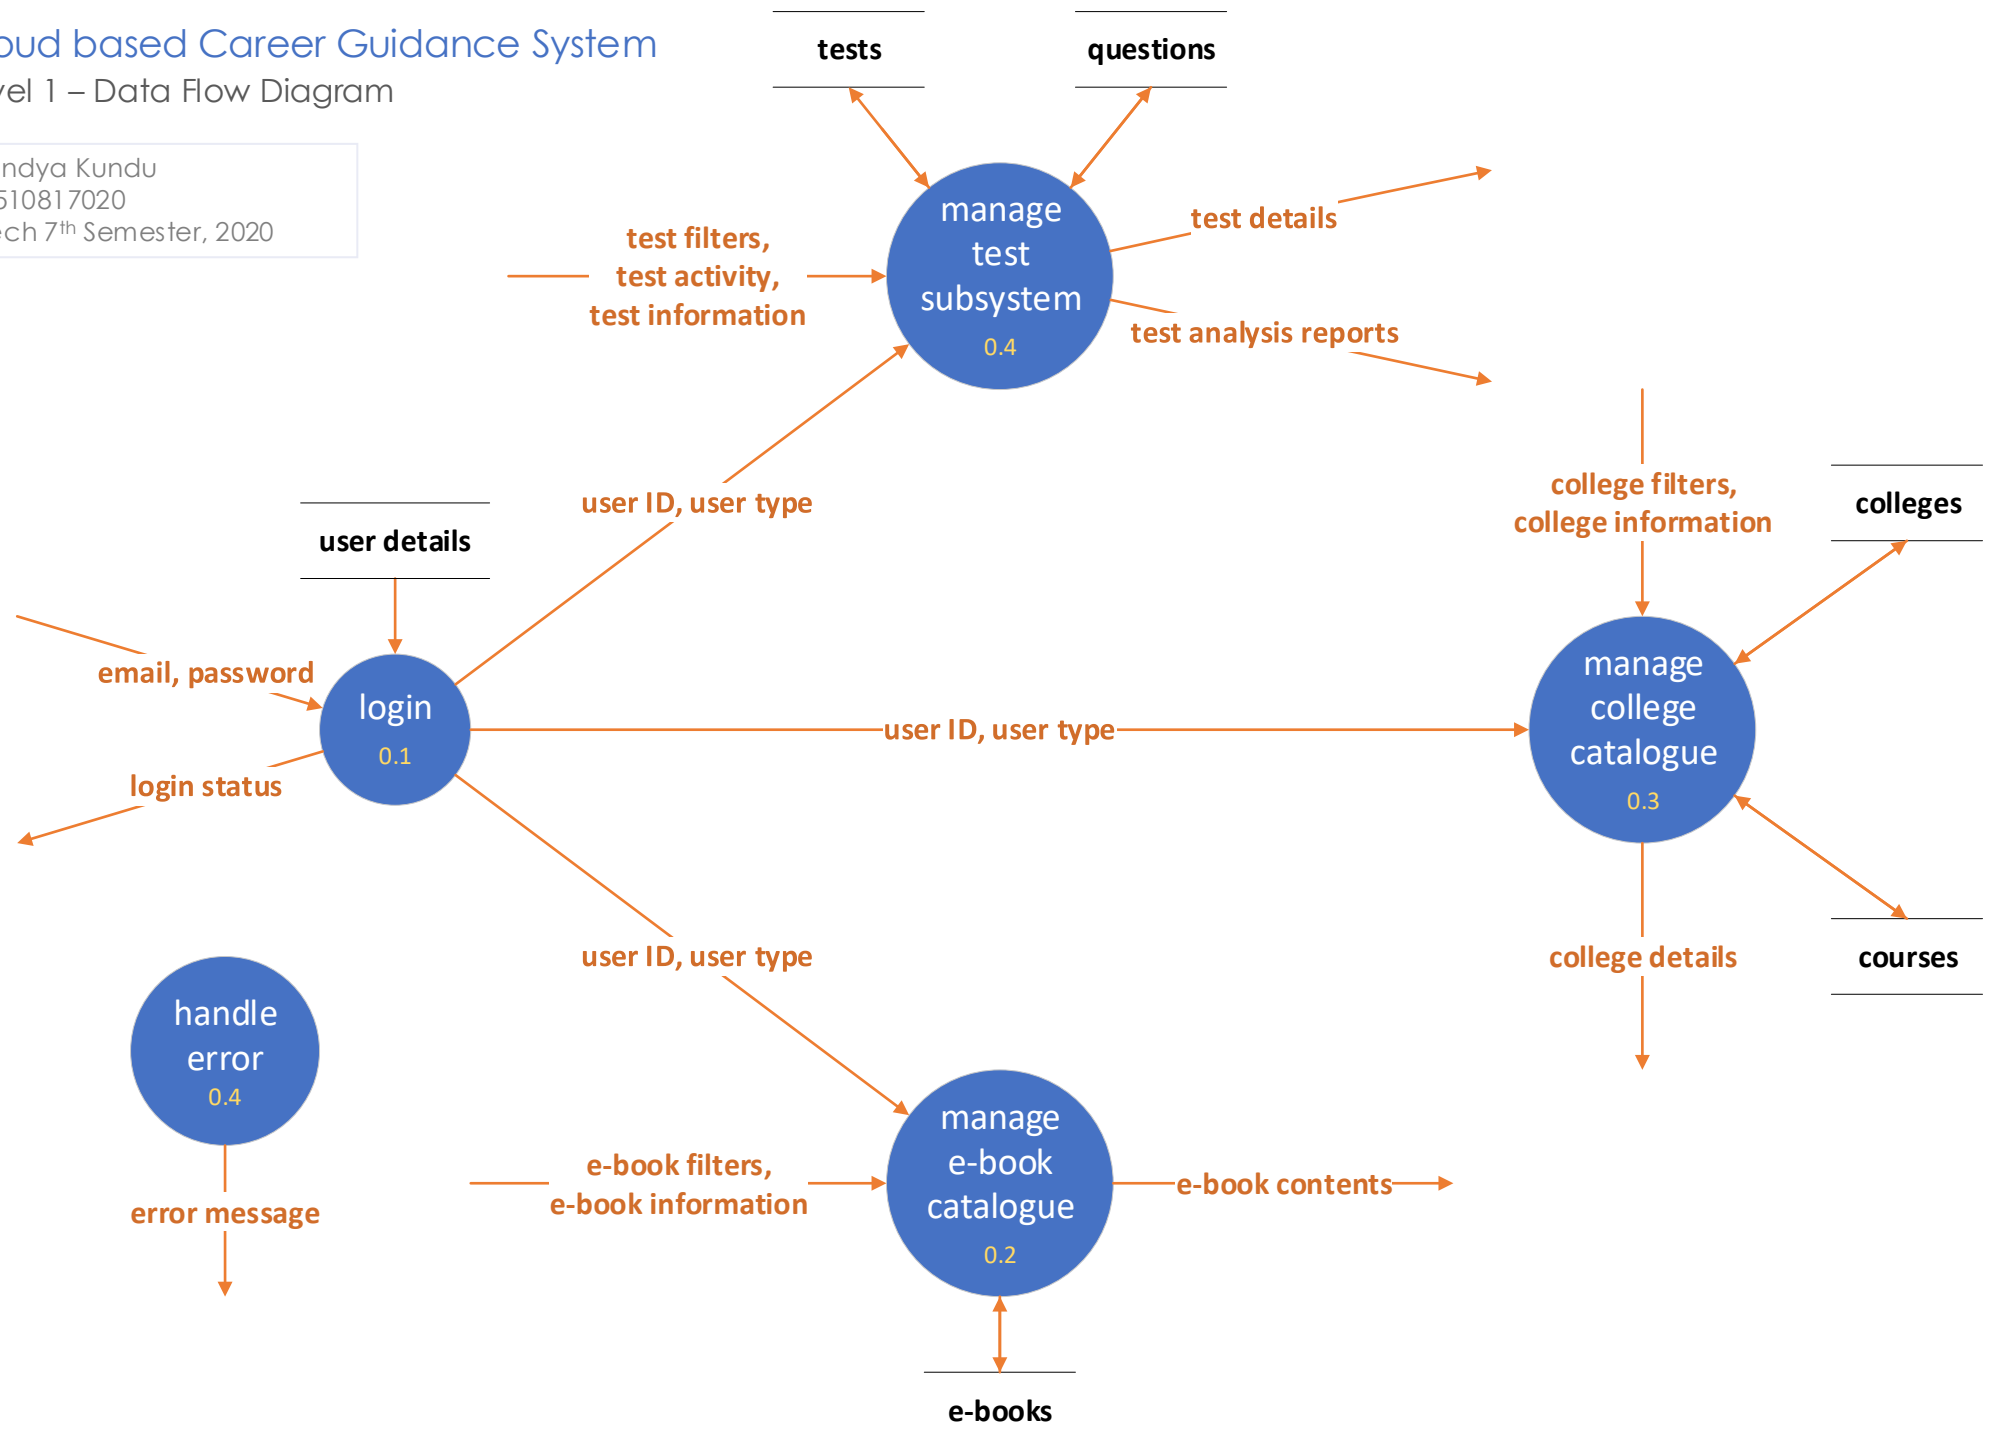 oud based Career Guidance System
vel 1 – Data Flow Diagram
ndya Kundu
510817020
ech 7th Semester, 2020
tests
questions
manage
test
subsystem
0.4
test filters,
test activity,
test information
test details
test analysis reports
user ID, user type
user details
college filters,
college information
colleges
email, password
login
0.1
login status
user ID, user type
manage
college
catalogue
0.3
user ID, user type
college details
courses
handle
error
0.4
error message
e-book filters,
e-book information
manage
e-book
catalogue
0.2
e-book contents
e-books